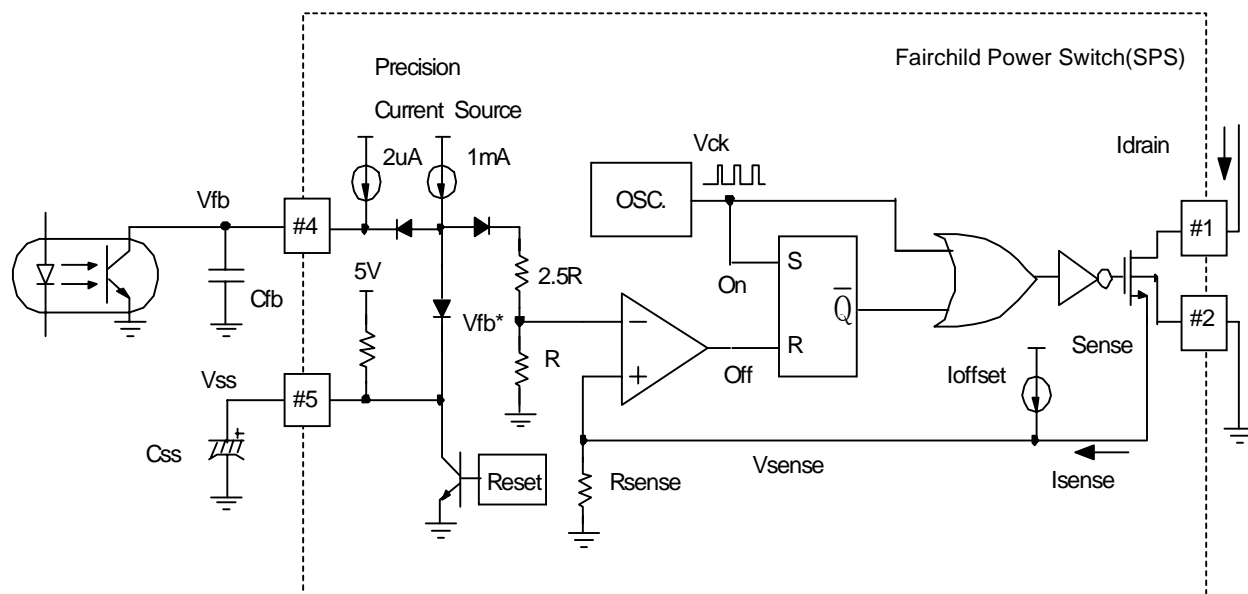 Fairchild Power Switch(SPS)
Precision
Current Source
2uA
1mA
Vck
Idrain
OSC.
Vfb
#4
#1
5V
2.5R
S
On
Q
Cfb
Vfb*
#2
R
R
Off
Sense
Vss
#5
Ioffset
Css
+
−
+
Reset
Rsense
Vsense
Isense